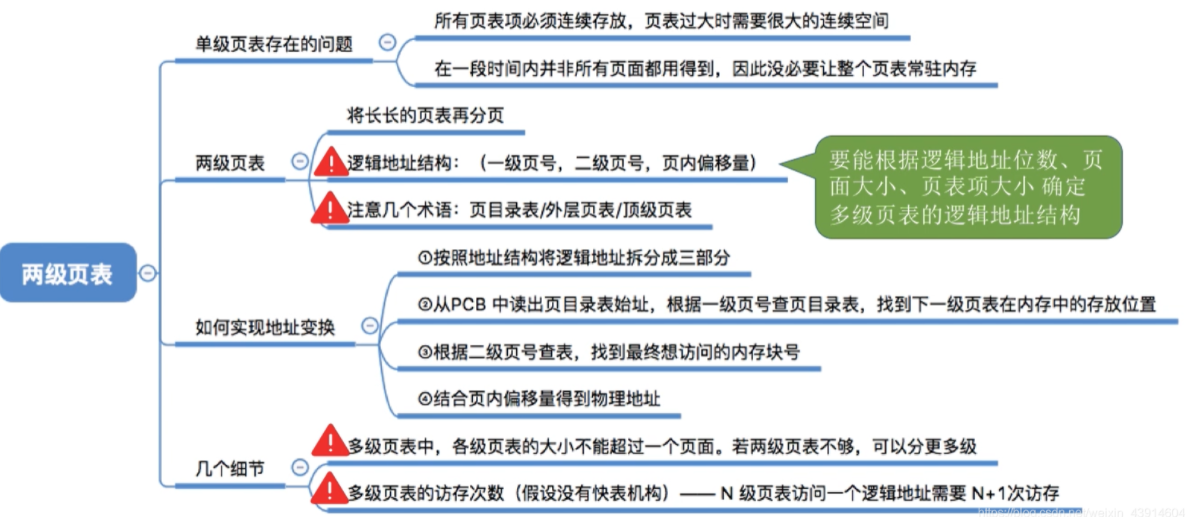 单级页表存在的问题
所有页表项必须连续存放，页表过大时需要很大的连续空间
在一段时间内并非所有页面都用得到，因此没必要让整个页表常驻内存
两级页表
两级页表
将长长的页表再分页
逻辑地址结构：（一级页号，二级页号，页内偏移量）
要能根据逻辑地址位数、页
面大小、页表项大小 确定
多级页表的逻辑地址结构
注意几个术语：页目录表/外层页表/顶级页表
如何实现地址变换
①按照地址结构将逻辑地址拆分成三部分
②从PCB 中读出页目录表始址，根据一级页号查页目录表，找到下一级页表在内存中的存放位置
③根据二级页号查表，找到最终想访问的内存块号
④结合页内偏移量得到物理地址
几个细节
多级页表中，各级页表的大小不能超过一个页面。若两级页表不够，可以分更多级
多级页表的访存次数（假设没有快表机构）—— N 级页表访问一个逻辑地址需要 N+1次访存
https://blog.csdn.net/weixin_43914604